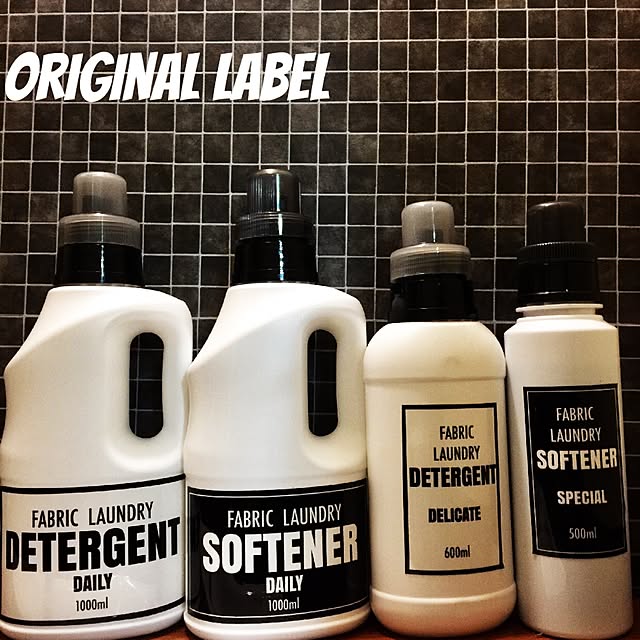 ORIGINAL LABEL
FABRIC LAUNDRY
DETERGENT
DAILY
1000ml
FABRIC LAUNDRY
SOFTENER
DAILY
1000ml
FABRIC
LAUNDRY
DETERGENT
DELICATE
600ml
FABRIC
LAUNDRY
SOFTENER
SPECIAL
500ml